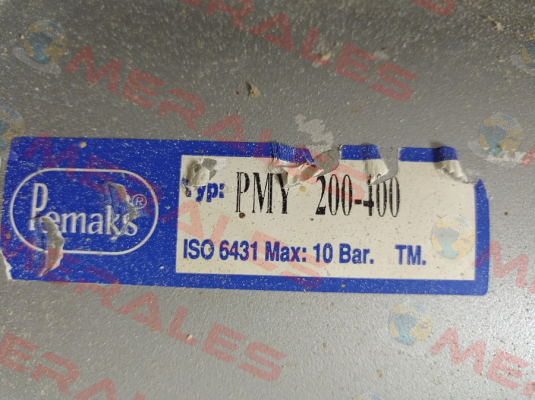 MERALES
Pemaks®
Typ: PMY 200-400
ISO 6431 Max: 10 Bar. TM.